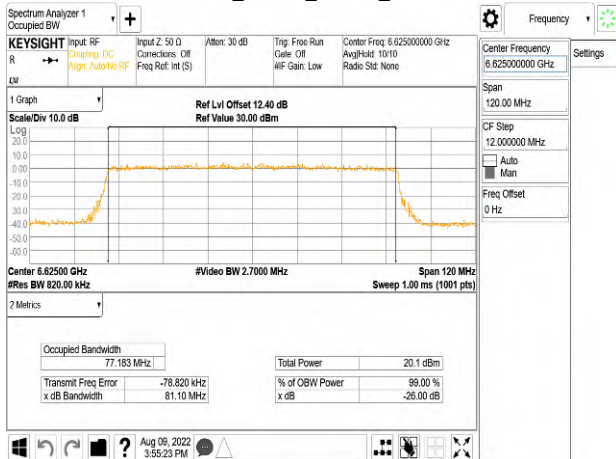 Spectrum Analyzer 1
Occupied BW
Frequency
KEYSIGHT
R
Input: RF
Coupling: DC
Align: Auto/No RF
Input Z: 50 Ω
Corrections: Off
Freq Ref: Int (S)
Atten: 30 dB
Trig: Free Run
Gate: Off
#IF Gain: Low
Center Freq: 6.625000000 GHz
Avg|Hold: 10/10
Radio Std: None
Center Frequency
6.625000000 GHz
Settings
Span
120.00 MHz
CF Step
12.000000 MHz
Auto
Man
Freq Offset
0 Hz
1 Graph
Scale/Div 10.0 dB
Ref Lvl Offset 12.40 dB
Ref Value 30.00 dBm
Log
20.0
10.0
0.00
-10.0
-20.0
-30.0
-40.0
-50.0
-60.0
Center 6.62500 GHz
#Video BW 2.7000 MHz
Span 120 MHz
#Res BW 820.00 kHz
Sweep 1.00 ms (1001 pts)
2 Metrics
Occupied Bandwidth
77.183 MHz
Total Power 20.1 dBm
Transmit Freq Error -78.820 kHz
% of OBW Power 99.00 %
x dB Bandwidth 81.10 MHz
x dB -26.00 dB
Aug 09, 2022
3:55:23 PM